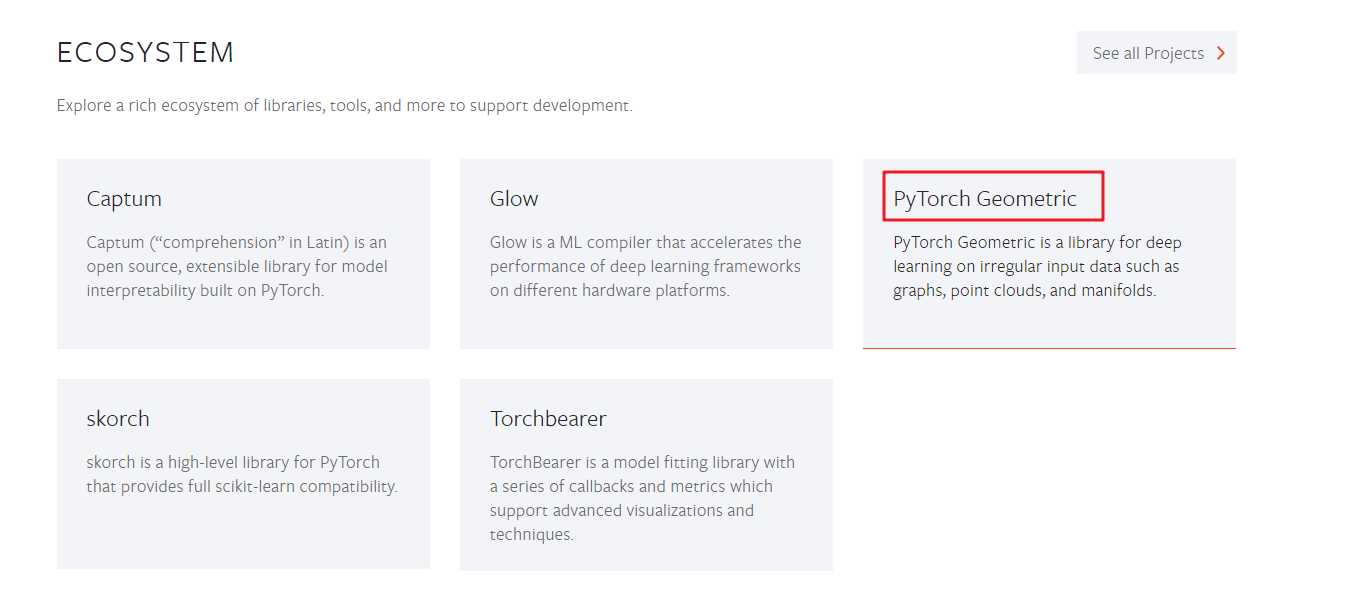 ECOSYSTEM
See all Projects
Explore a rich ecosystem of libraries, tools, and more to support development.
Captum
Captum (“comprehension” in Latin) is an
open source, extensible library for model
interpretability built on PyTorch.
Glow
Glow is a ML compiler that accelerates the
performance of deep learning frameworks
on different hardware platforms.
PyTorch Geometric
PyTorch Geometric is a library for deep
learning on irregular input data such as
graphs, point clouds, and manifolds.
skorch
skorch is a high-level library for PyTorch
that provides full scikit-learn compatibility.
Torchbearer
TorchBearer is a model fitting library with
a series of callbacks and metrics which
support advanced visualizations and
techniques.